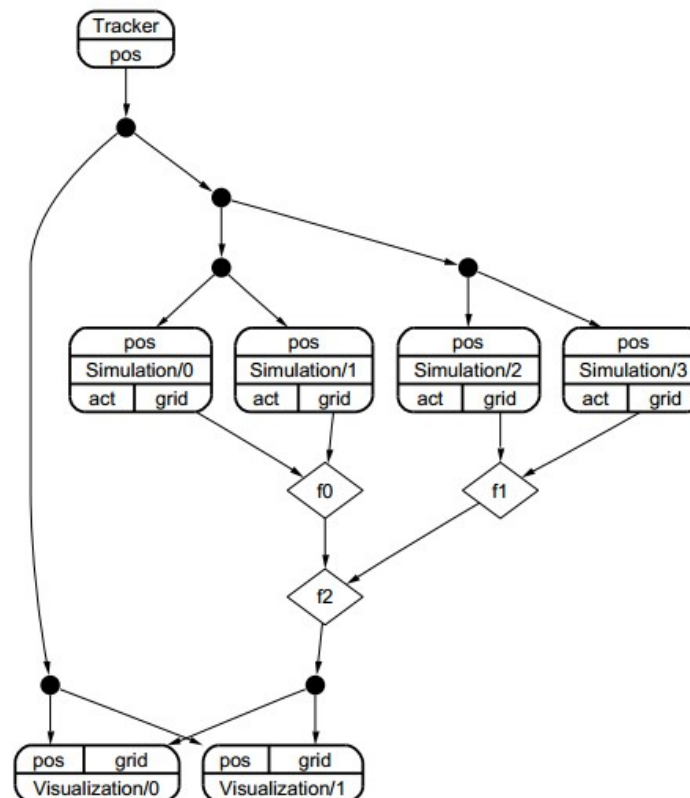 Tracker
pos
pos pos pos pos
Simulation/0 Simulation/1 Simulation/2 Simulation/3
act grid act grid act grid act grid
f0 f1
f2
pos grid pos grid
Visualization/0 Visualization/1